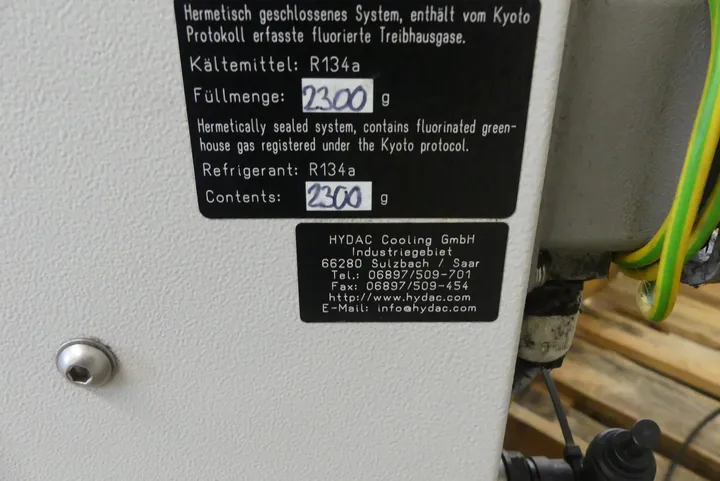 Hermetisch geschlossenes System, enthält vom Kyoto
Protokoll erfasste fluorierte Treibhausgase.
Kältemittel: R134a
Füllmenge: 2300 g
Hermetically sealed system, contains fluorinated green-
house gas registered under the Kyoto protocol.
Refrigerant: R134a
Contents: 2300 g
HYDAC Cooling GmbH
Industriegebiet
66280 Sulzbach / Saar
Tel.: 06897/509-701
Fax: 06897/509-454
http://www.hydac.com
E-Mail: info@hydac.com